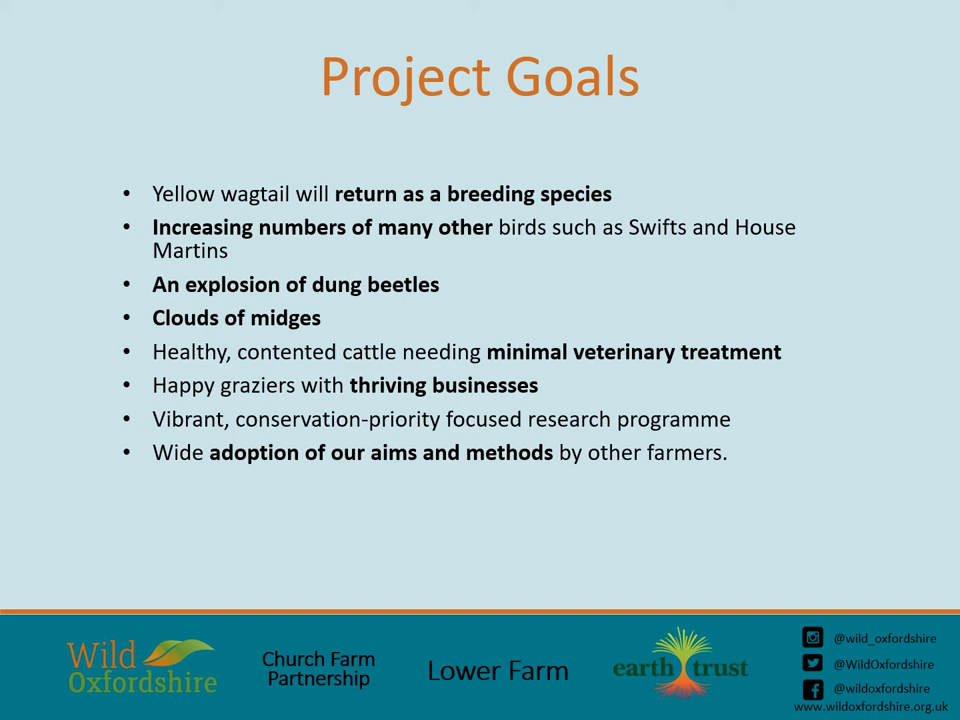 Project Goals
• Yellow wagtail will return as a breeding species
• Increasing numbers of many other birds such as Swifts and House
Martins
• An explosion of dung beetles
• Clouds of midges
• Healthy, contented cattle needing minimal veterinary treatment
• Happy graziers with thriving businesses
• Vibrant, conservation-priority focused research programme
• Wide adoption of our aims and methods by other farmers.
Wild
Oxfordshire
Church Farm
Partnership
Lower Farm
earth trust
@wild_oxfordshire
@WildOxfordshire
@wildoxfordshire
www.wildoxfordshire.org.uk